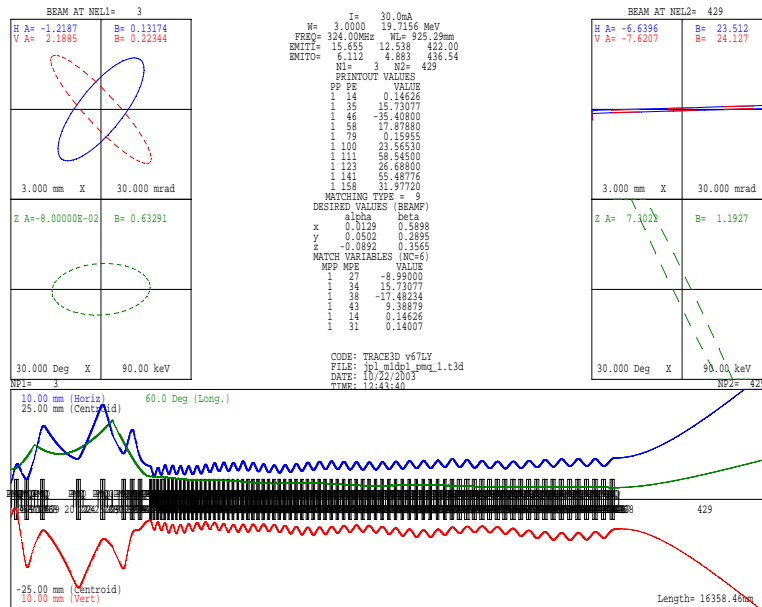 BEAM AT NEL1= 3
H A= -1.2187 B= 0.13174
V A= 2.1885 B= 0.22344
3.000 mm X 30.000 mrad
Z A=-8.00000E-02 B= 0.63291
30.000 Deg X 90.00 keV
NP1= 3
I= 30.0mA
W= 3.0000 19.7156 MeV
FREQ= 324.00MHz WL= 925.29mm
EMITI= 15.655 12.538 422.00
EMITO= 6.112 4.883 436.54
N1= 3 N2= 429
PRINTOUT VALUES
PP PE VALUE
1 14 0.14626
1 35 15.73077
1 46 -35.40800
1 58 17.87880
1 79 0.15955
1 100 23.56530
1 111 58.54500
1 123 26.68800
1 141 55.48776
1 158 31.97720
MATCHING TYPE = 9
DESIRED VALUES (BEAMF)
alpha beta
x 0.0129 0.5898
y 0.0502 0.2895
z -0.0892 0.3565
MATCH VARIABLES (NC=6)
MPP MPE VALUE
1 27 -8.99000
1 34 15.73077
1 38 -17.48234
1 43 9.38879
1 14 0.14626
1 31 0.14007
CODE: TRACE3D v67LY
FILE: jpl_m1dp1_pmq_1.t3d
DATE: 10/22/2003
TIME: 12:43:40
BEAM AT NEL2= 429
H A= -6.6396 B= 23.512
V A= -7.6207 B= 24.127
3.000 mm X 30.000 mrad
Z A= 7.3022 B= 1.1927
30.000 Deg X 90.00 keV
NP2= 429
10.00 mm (Horiz) 60.0 Deg (Long.)
25.00 mm (Centroid)
429
-25.00 mm (Centroid)
10.00 mm (Vert) Length= 16358.46mm